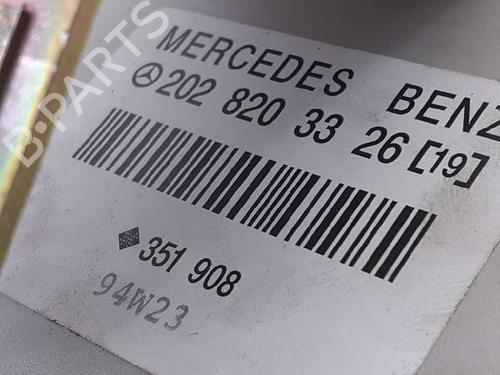 MERCEDES BENZ
202 820 33 26 [19]
351 908
94W23
B-PARTS